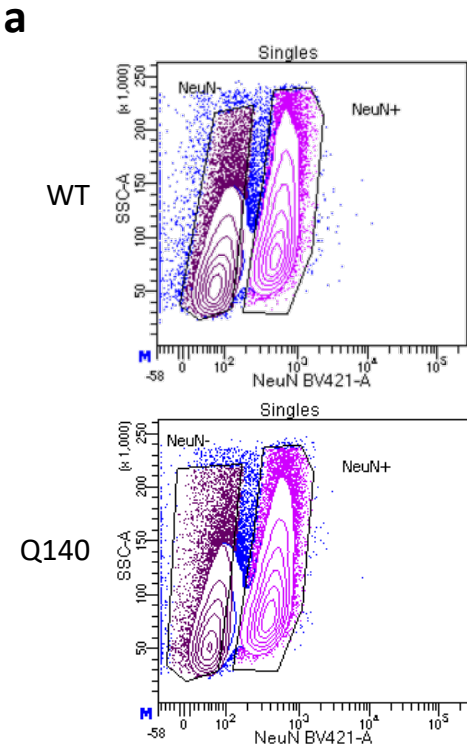 a
WT
Singles
(x 1,000)
SSC-A
250
200
150
100
50
NeuN-
NeuN+
M
-58
0
10²
10³
10⁴
10⁵
NeuN BV421-A
Q140
Singles
(x 1,000)
SSC-A
250
200
150
100
50
NeuN-
NeuN+
M
-58
0
10²
10³
10⁴
10⁵
NeuN BV421-A